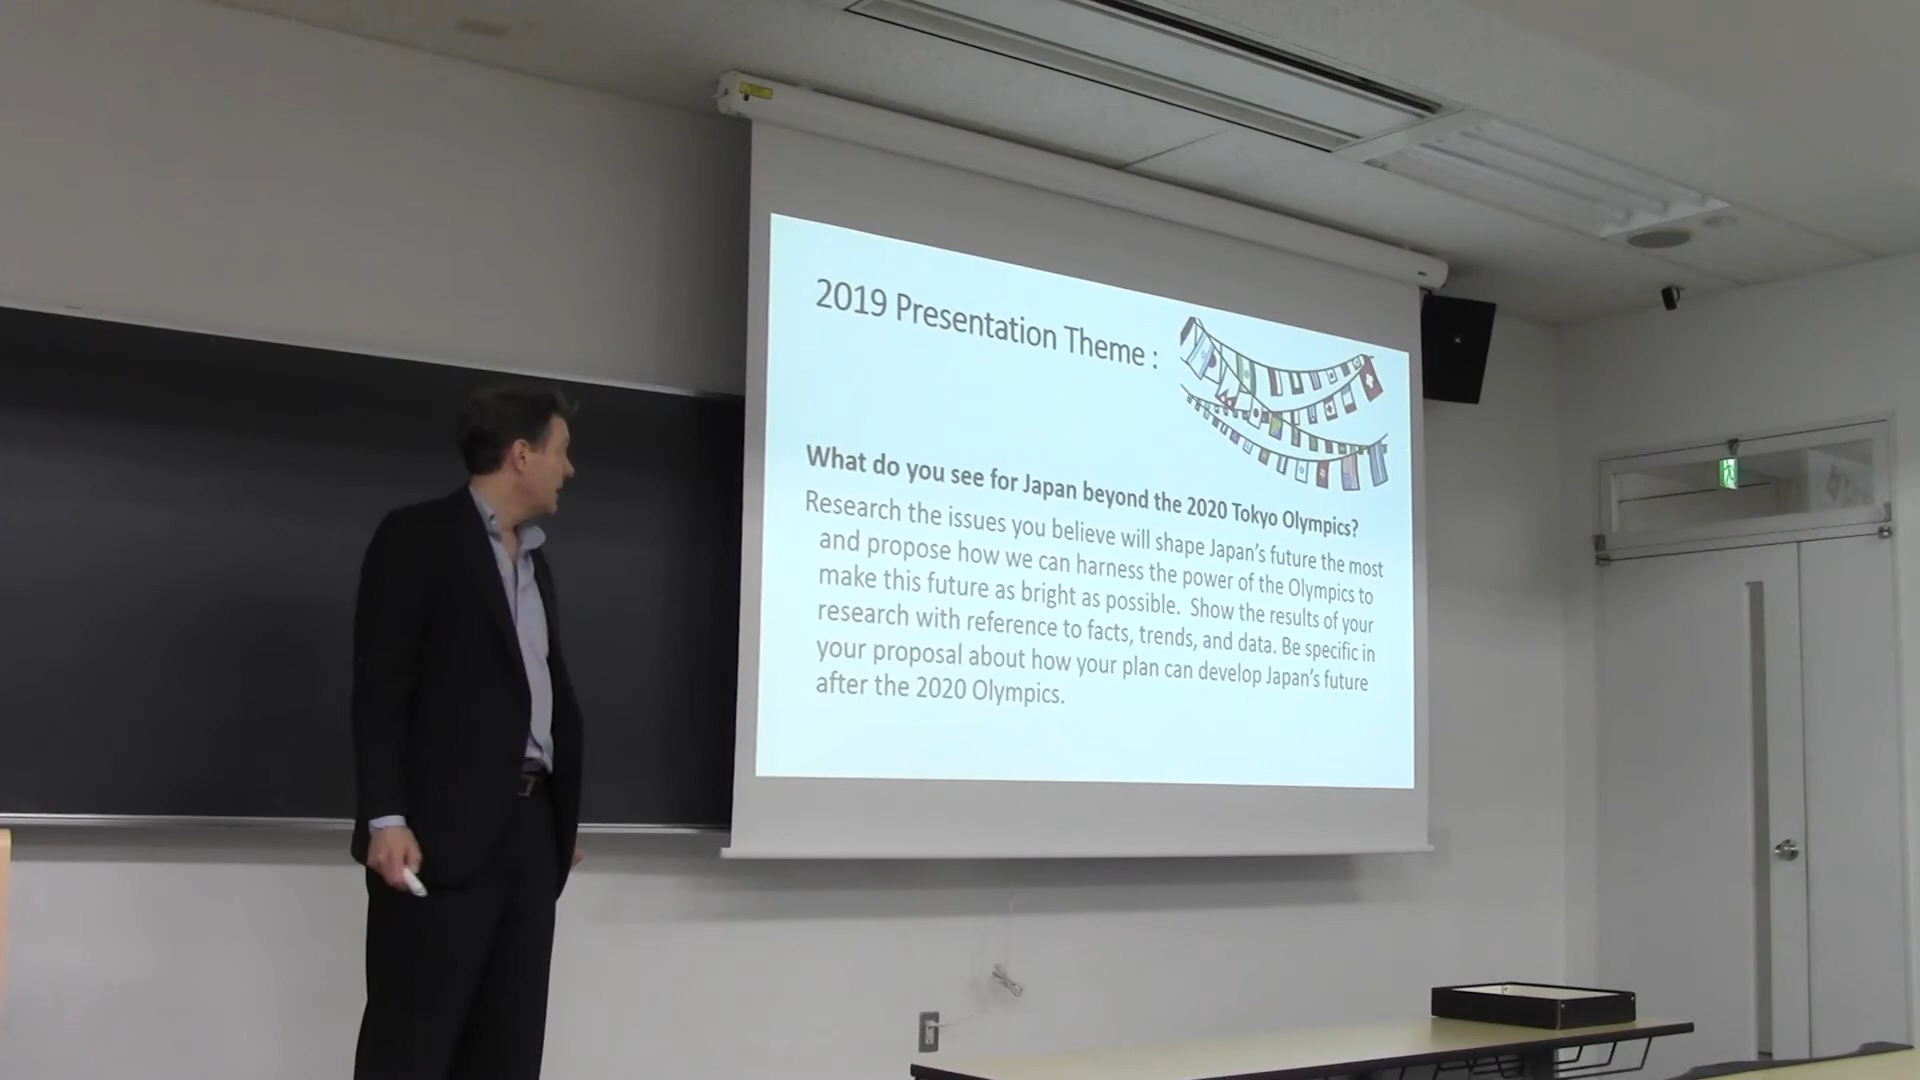 2019 Presentation Theme :
What do you see for Japan beyond the 2020 Tokyo Olympics?
Research the issues you believe will shape Japan's future the most
and propose how we can harness the power of the Olympics to
make this future as bright as possible. Show the results of your
research with reference to facts, trends, and data. Be specific in
your proposal about how your plan can develop Japan's future
after the 2020 Olympics.